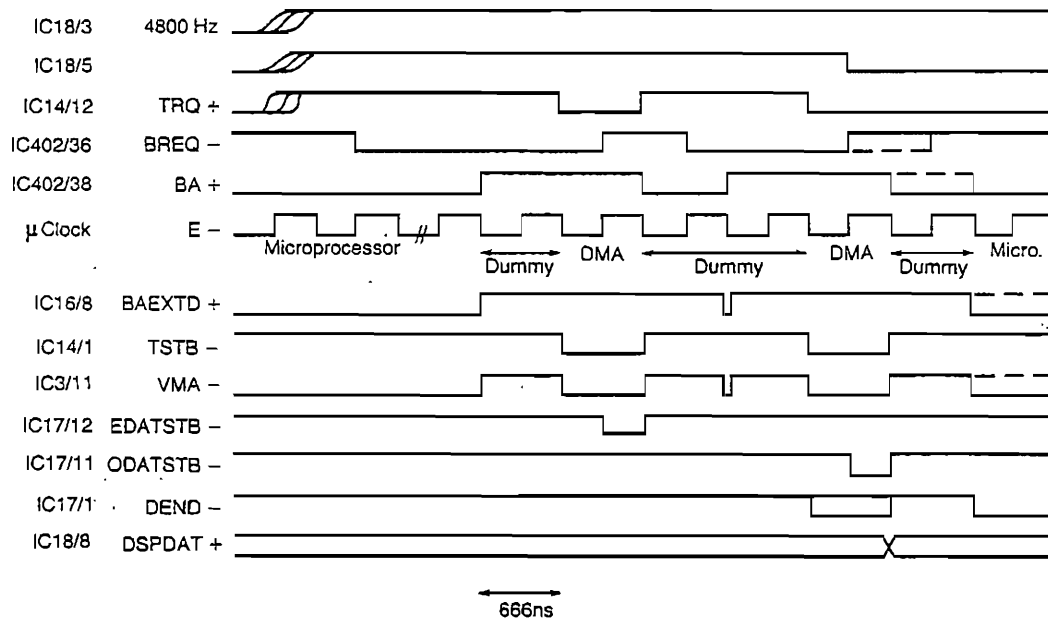 IC18/3 4800 Hz
IC18/5
IC14/12 TRQ +
IC402/36 BREQ −
IC402/38 BA +
μ Clock E −
Microprocessor Dummy DMA Dummy DMA Dummy Micro.
IC16/8 BAEXTD +
IC14/1 TSTB −
IC3/11 VMA −
IC17/12 EDATSTB −
IC17/11 ODATSTB −
IC17/1 DEND −
IC18/8 DSPDAT +
666ns